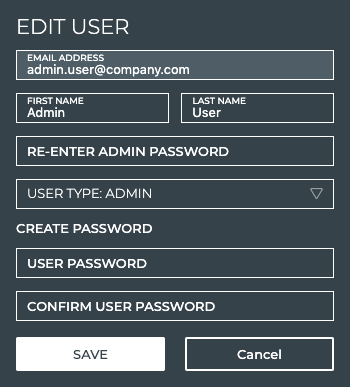 EDIT USER
EMAIL ADDRESS
admin.user@company.com
FIRST NAME
Admin
LAST NAME
User
RE-ENTER ADMIN PASSWORD
USER TYPE: ADMIN
CREATE PASSWORD
USER PASSWORD
CONFIRM USER PASSWORD
SAVE
Cancel